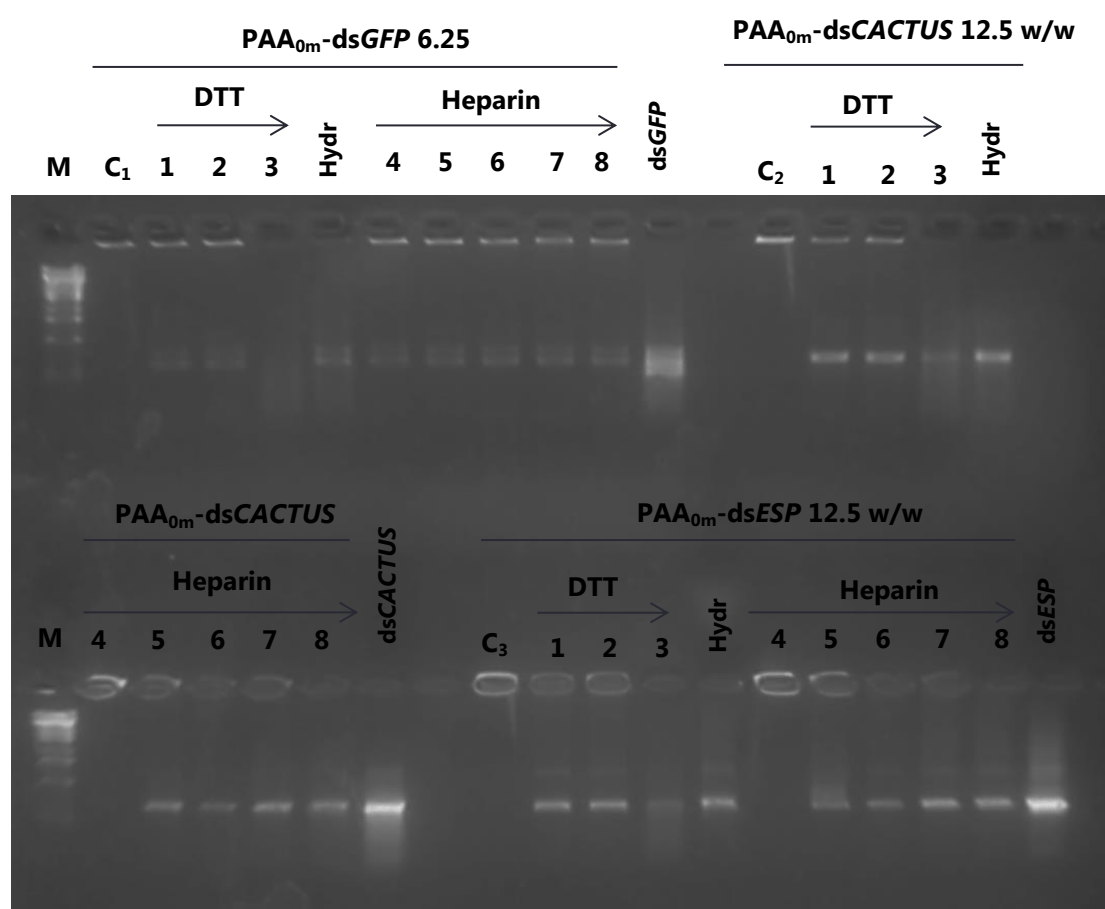 PAA0m-dsGFP 6.25
PAA0m-dsCACTUS 12.5 w/w
DTT
Heparin
DTT
M C1 1 2 3 Hydr 4 5 6 7 8 dsGFP C2 1 2 3 Hydr
PAA0m-dsCACTUS
PAA0m-dsESP 12.5 w/w
Heparin
DTT
Heparin
M 4 5 6 7 8 dsCACTUS C3 1 2 3 Hydr 4 5 6 7 8 dsESP